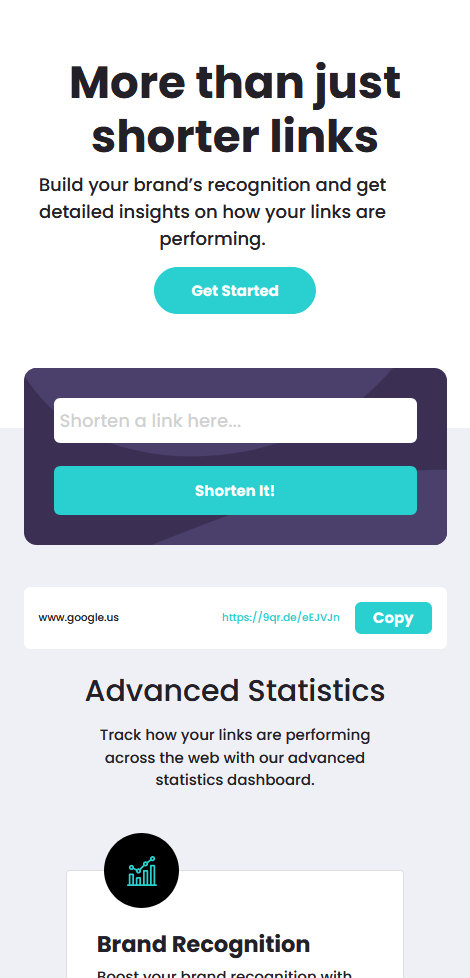 More than just
shorter links
Build your brand’s recognition and get
detailed insights on how your links are
performing.
Get Started
Shorten a link here...
Shorten It!
www.google.us https://9qr.de/eEJVJn Copy
Advanced Statistics
Track how your links are performing
across the web with our advanced
statistics dashboard.
Brand Recognition
Boost your brand recognition with